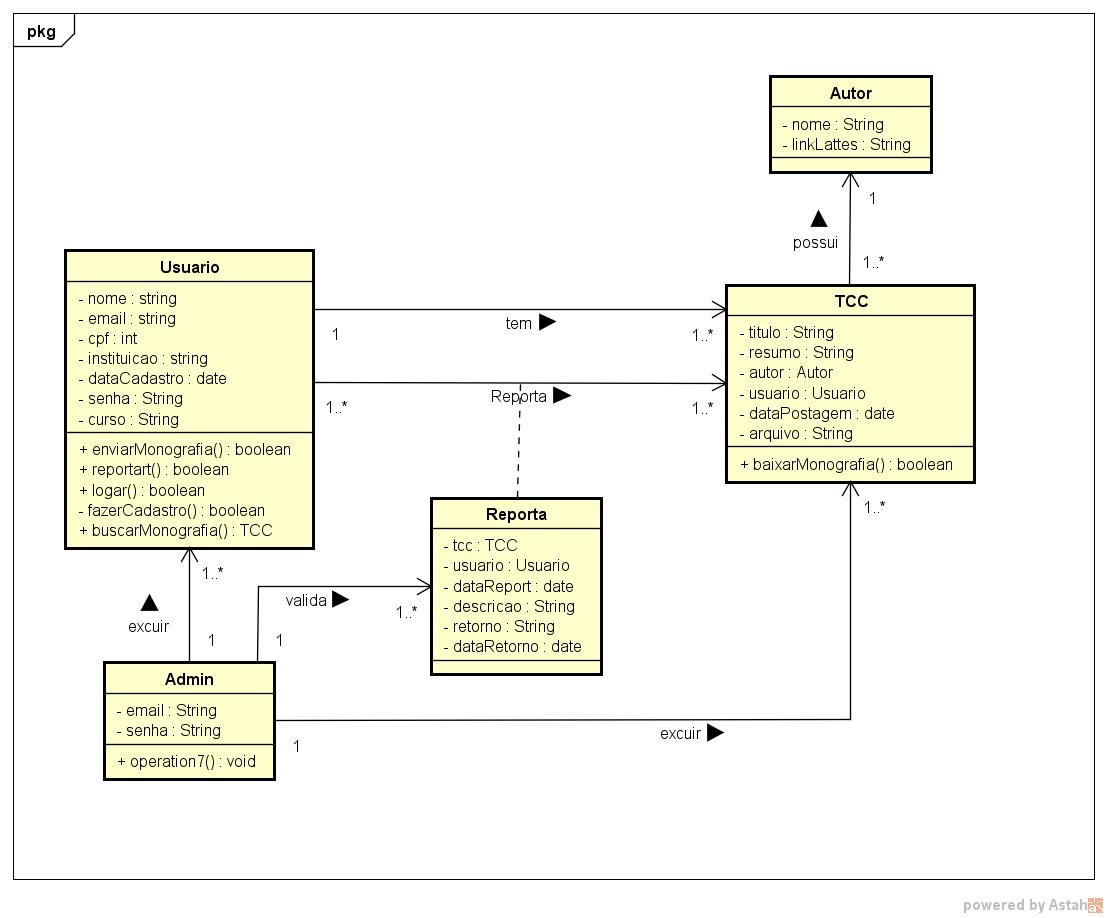 pkg
Autor
- nome : String
- linkLattes : String
1
possui
1..*
Usuario
- nome : string
- email : string
- cpf : int
- instituicao : string
- dataCadastro : date
- senha : String
- curso : String
+ enviarMonografia() : boolean
+ reportart() : boolean
+ logar() : boolean
- fazerCadastro() : boolean
+ buscarMonografia() : TCC
tem
1
1..*
Reporta
1..*
1..*
TCC
- titulo : String
- resumo : String
- autor : Autor
- usuario : Usuario
- dataPostagem : date
- arquivo : String
+ baixarMonografia() : boolean
1..*
Reporta
- tcc : TCC
- usuario : Usuario
- dataReport : date
- descricao : String
- retorno : String
- dataRetorno : date
1..*
excuir
1
valida
1..*
1
Admin
- email : String
- senha : String
+ operation7() : void
1
excuir
powered by Astah